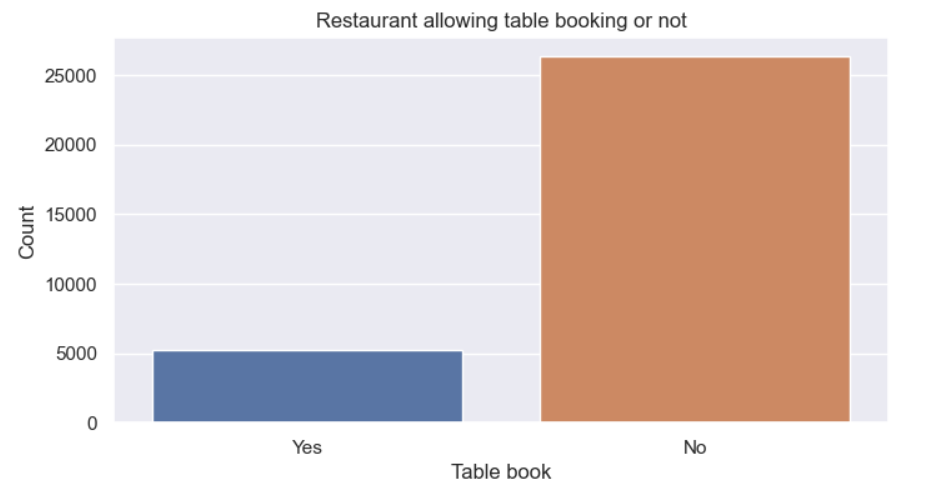 Restaurant allowing table booking or not
25000
20000
15000
10000
5000
0
Count
Yes No
Table book